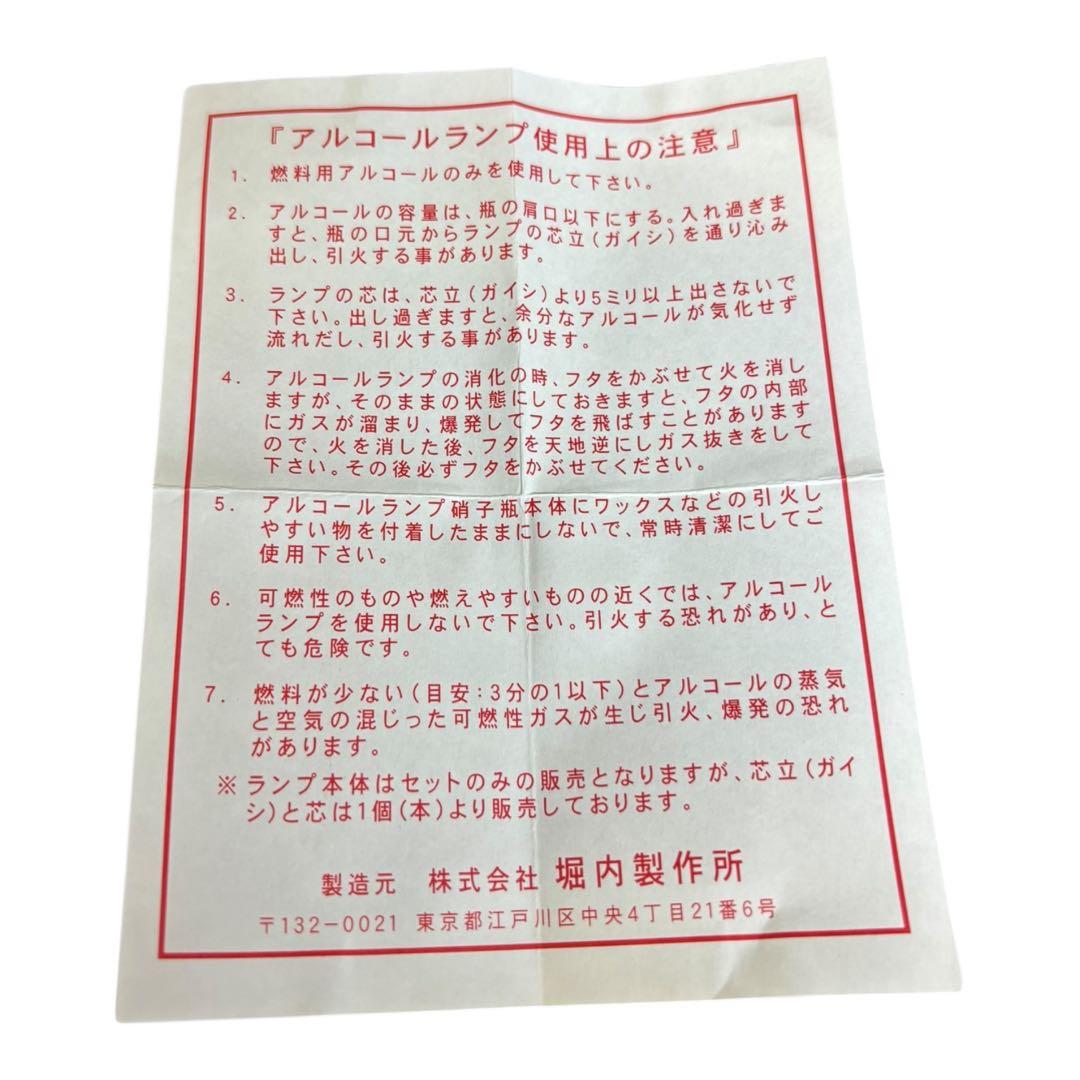 『アルコールランプ使用上の注意』
1. 燃料用アルコールのみを使用して下さい。
2. アルコールの容量は、瓶の肩口以下にする。入れ過ぎま
すと、瓶の口元からランプの芯立(ガイシ)を通り沁み
出し、引火する事があります。
3. ランプの芯は、芯立(ガイシ)より5ミリ以上出さないで
下さい。出し過ぎますと、余分なアルコールが気化せず
流れだし、引火する事があります。
4. アルコールランプの消化の時、フタをかぶせて火を消し
ますが、そのままの状態にしておきますと、フタの内部
にガスが溜まり、爆発してフタを飛ばすことがあります
ので、火を消した後、フタを天地逆にしガス抜きをして
下さい。その後必ずフタをかぶせてください。
5. アルコールランプ硝子瓶本体にワックスなどの引火し
やすい物を付着したままにしないで、常時清潔にしてご
使用下さい。
6. 可燃性のものや燃えやすいものの近くでは、アルコール
ランプを使用しないで下さい。引火する恐れがあり、と
ても危険です。
7. 燃料が少ない(目安:3分の1以下)とアルコールの蒸気
と空気の混じった可燃性ガスが生じ引火、爆発の恐れ
があります。
※ランプ本体はセットのみの販売となりますが、芯立(ガイ
シ)と芯は1個(本)より販売しております。
製造元 株式会社 堀内製作所
〒132-0021 東京都江戸川区中央4丁目21番6号